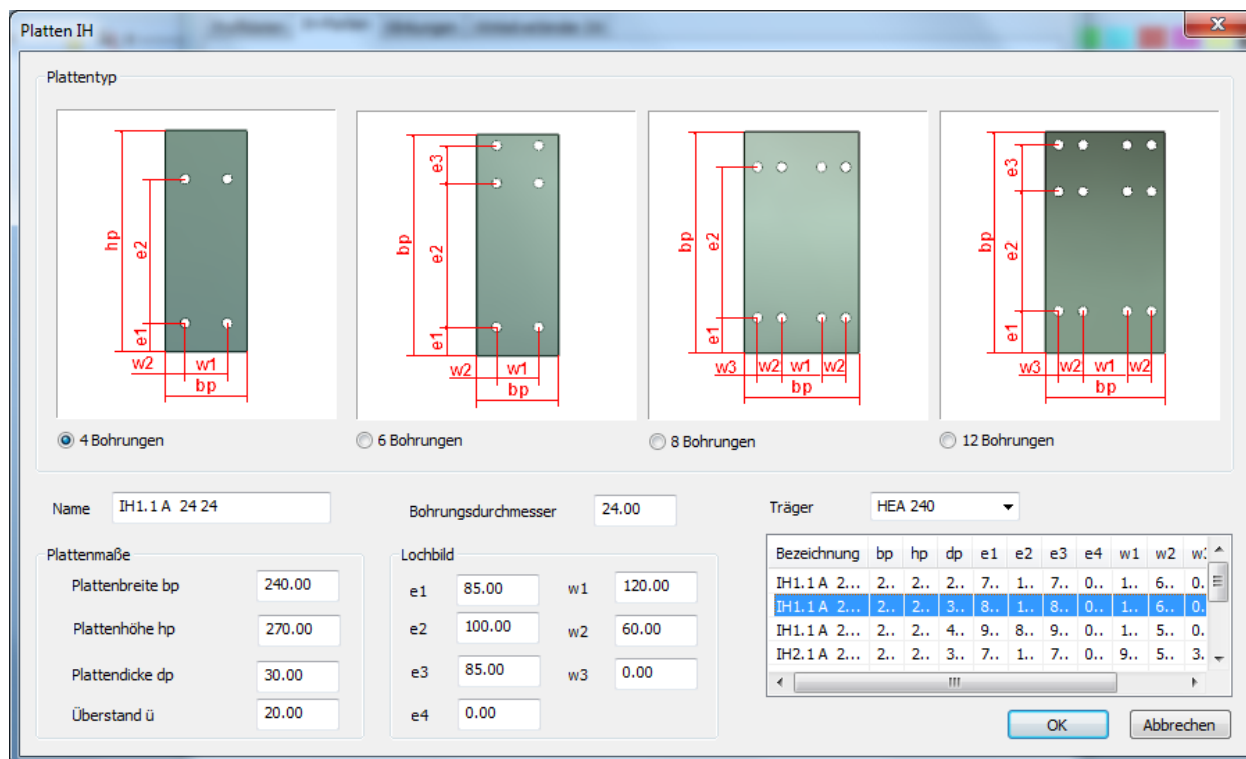 Platten IH
x
Plattentyp
hp e2 e1 w2 w1 bp
bp e3 e2 e1 w2 w1 bp
bp e2 e1 w3 w2 w1 w2 bp
bp e3 e2 e1 w3 w2 w1 w2 bp
4 Bohrungen 6 Bohrungen 8 Bohrungen 12 Bohrungen
Name IH1.1 A 24 24 Bohrungsdurchmesser 24.00 Träger HEA 240
Plattenmaße
Plattenbreite bp 240.00
Plattenhöhe hp 270.00
Plattendicke dp 30.00
Überstand ü 20.00
Lochbild
e1 85.00 w1 120.00
e2 100.00 w2 60.00
e3 85.00 w3 0.00
e4 0.00
Bezeichnung bp hp dp e1 e2 e3 e4 w1 w2
IH1.1 A 2... 2.. 2.. 2.. 7.. 1.. 7.. 0.. 1.. 6.. 0.
IH1.1 A 2... 2.. 2.. 3.. 8.. 1.. 8.. 0.. 1.. 6.. 0.
IH1.1 A 2... 2.. 2.. 4.. 9.. 8.. 9.. 0.. 1.. 5.. 0.
IH2.1 A 2... 2.. 2.. 3.. 7.. 1.. 7.. 0.. 9.. 5.. 3.
OK Abbrechen